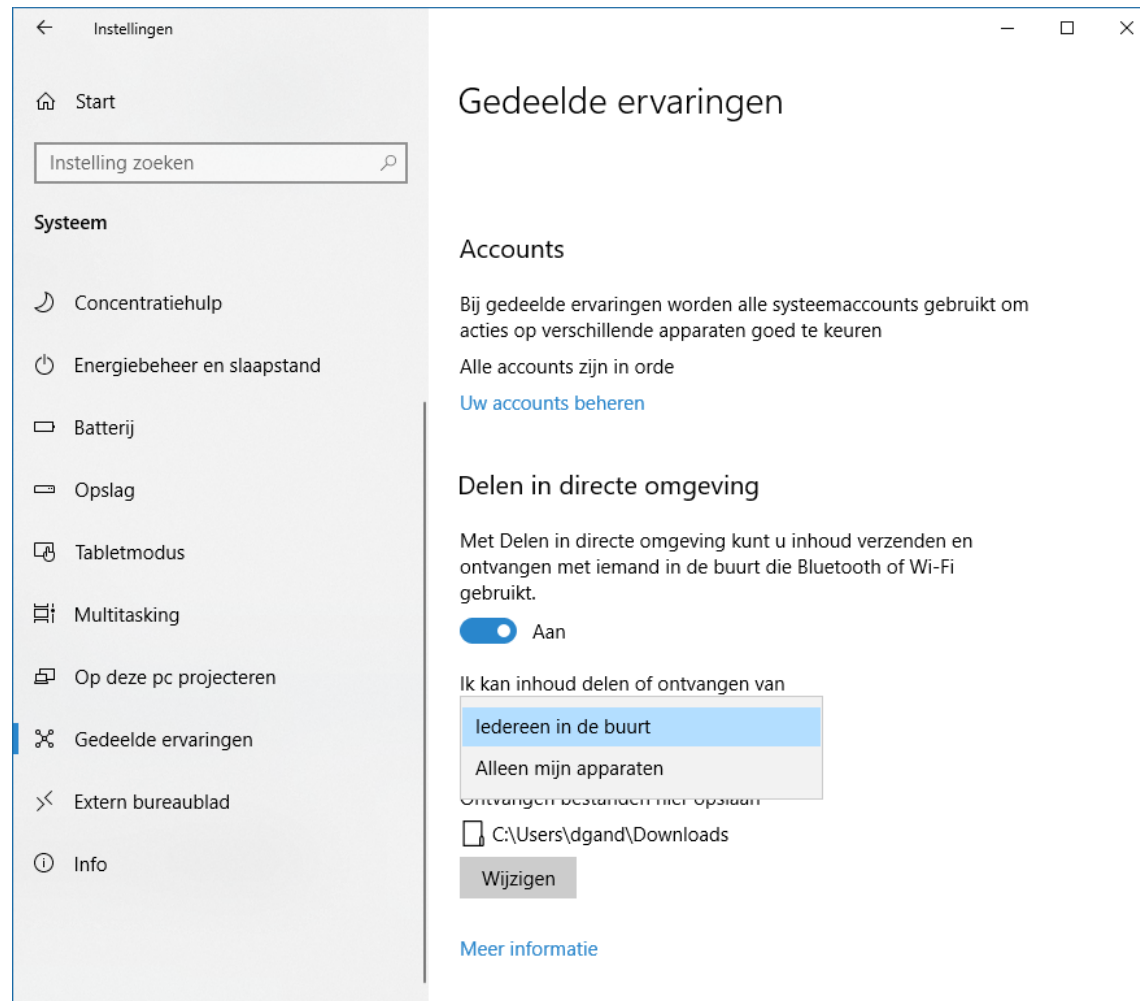 Instellingen
Start
Instelling zoeken
Systeem
Concentratiehulp
Energiebeheer en slaapstand
Batterij
Opslag
Tabletmodus
Multitasking
Op deze pc projecteren
Gedeelde ervaringen
Extern bureaublad
Info
Gedeelde ervaringen
Accounts
Bij gedeelde ervaringen worden alle systeemaccounts gebruikt om
acties op verschillende apparaten goed te keuren
Alle accounts zijn in orde
Uw accounts beheren
Delen in directe omgeving
Met Delen in directe omgeving kunt u inhoud verzenden en
ontvangen met iemand in de buurt die Bluetooth of Wi-Fi
gebruikt.
Aan
Ik kan inhoud delen of ontvangen van
Iedereen in de buurt
Alleen mijn apparaten
Ontvangen bestanden hier opslaan
C:\Users\dgand\Downloads
Wijzigen
Meer informatie